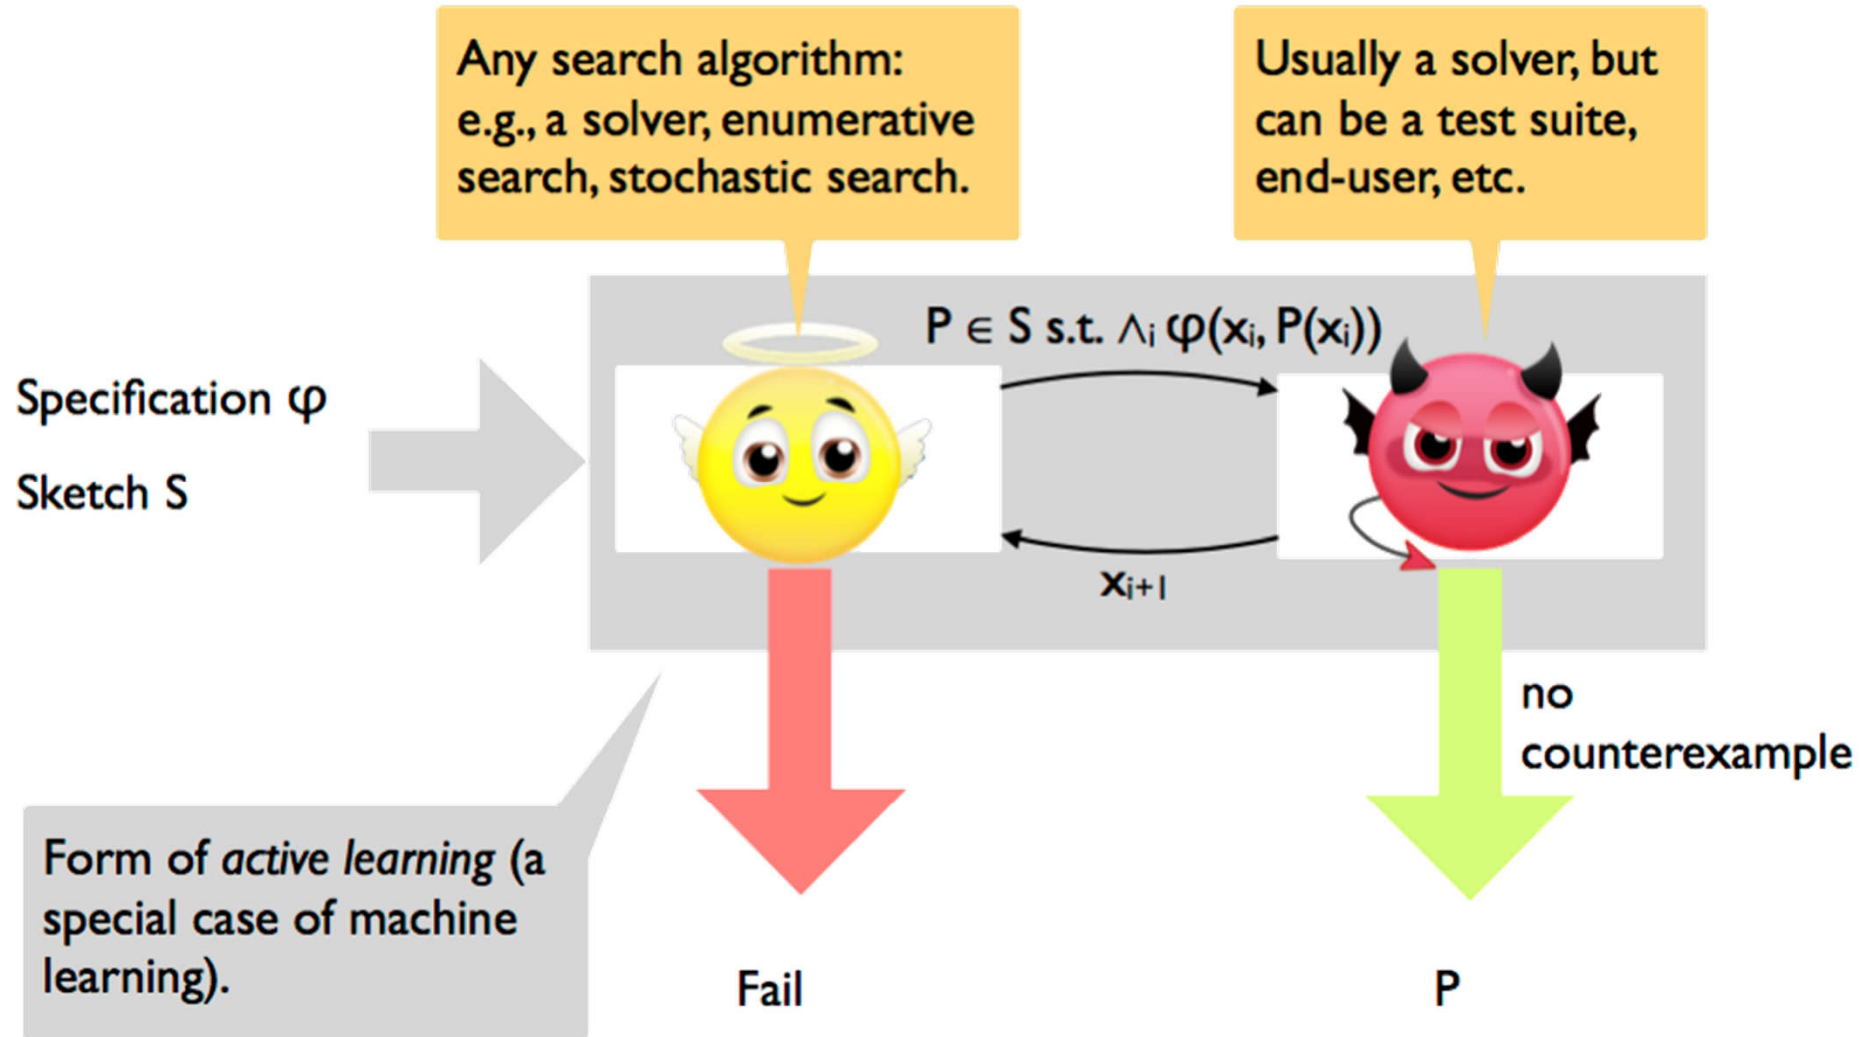 Any search algorithm:
e.g., a solver, enumerative
search, stochastic search.
Usually a solver, but
can be a test suite,
end-user, etc.
P ∈ S s.t. ∧ᵢ φ(xᵢ, P(xᵢ))
Specification φ
Sketch S
xᵢ₊₁
no
counterexample
Form of active learning (a
special case of machine
learning).
Fail
P